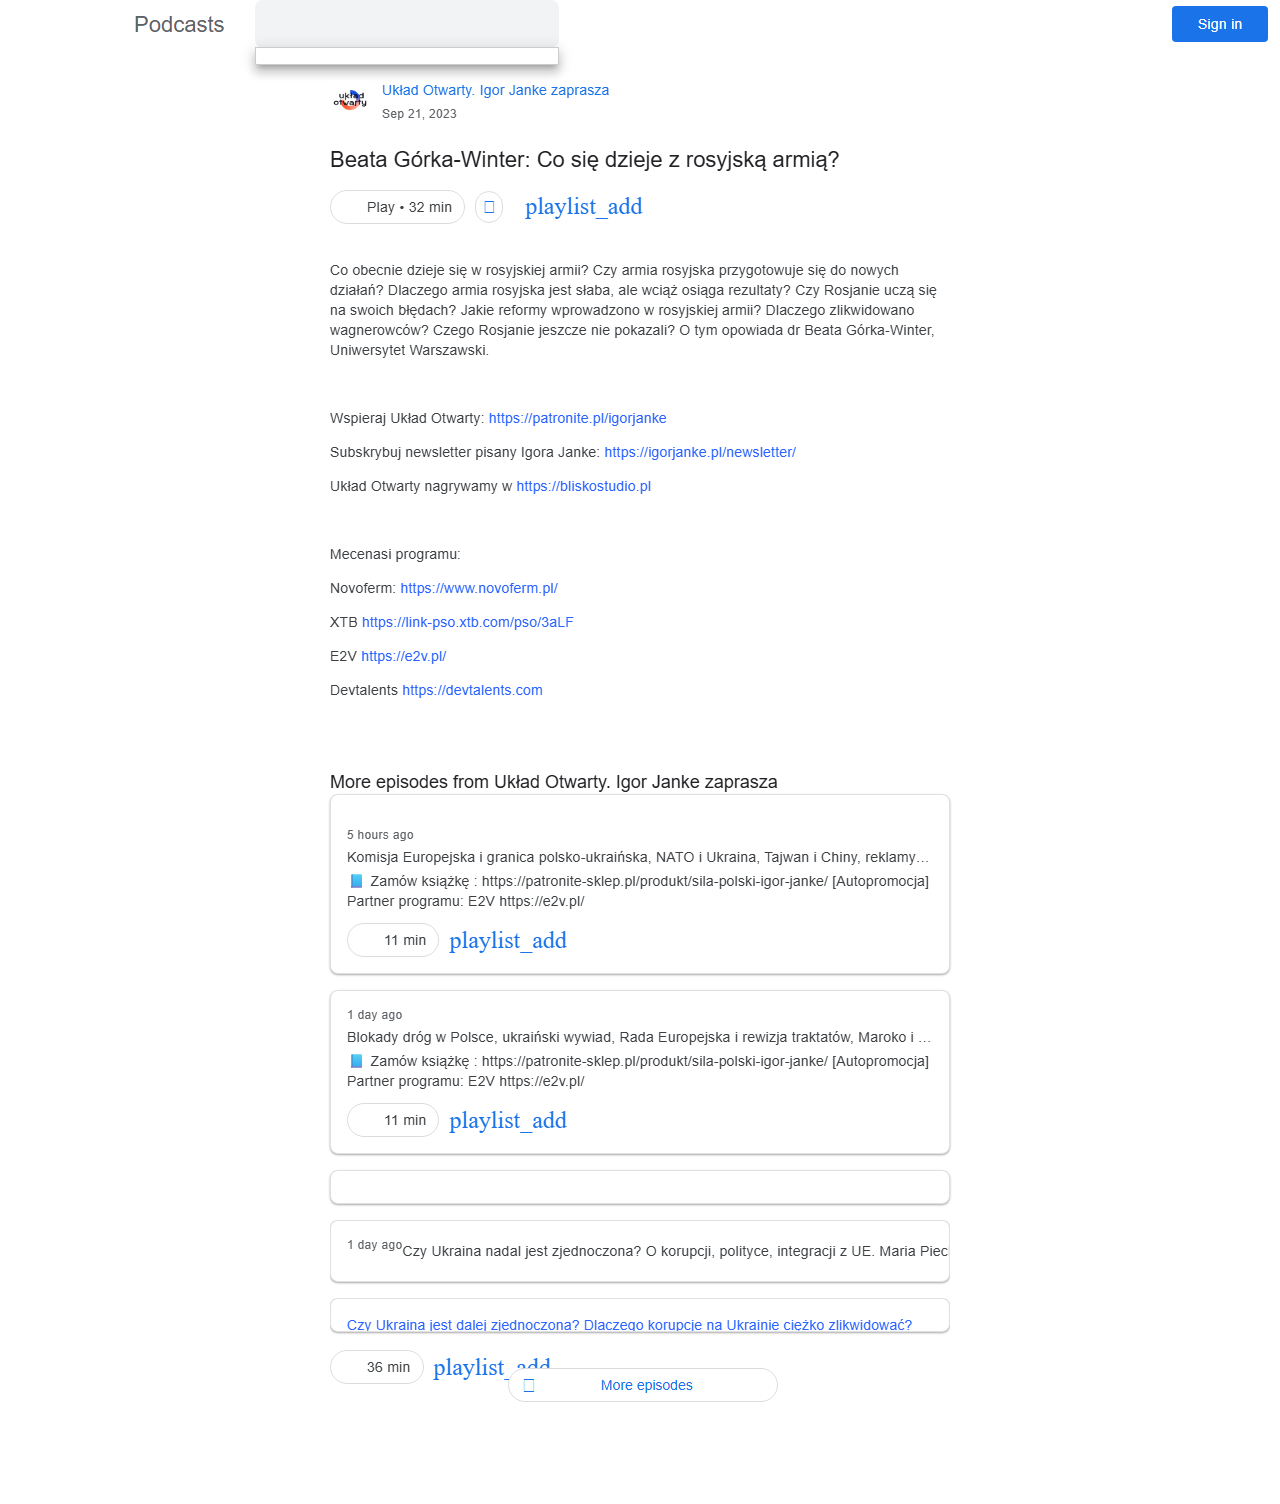 Podcasts
Sign in
układ
otwarty
Układ Otwarty. Igor Janke zaprasza
Sep 21, 2023
Beata Górka-Winter: Co się dzieje z rosyjską armią?
Play • 32 min
playlist_add
Co obecnie dzieje się w rosyjskiej armii? Czy armia rosyjska przygotowuje się do nowych
działań? Dlaczego armia rosyjska jest słaba, ale wciąż osiąga rezultaty? Czy Rosjanie uczą się
na swoich błędach? Jakie reformy wprowadzono w rosyjskiej armii? Dlaczego zlikwidowano
wagnerowców? Czego Rosjanie jeszcze nie pokazali? O tym opowiada dr Beata Górka-Winter,
Uniwersytet Warszawski.
Wspieraj Układ Otwarty: https://patronite.pl/igorjanke
Subskrybuj newsletter pisany Igora Janke: https://igorjanke.pl/newsletter/
Układ Otwarty nagrywamy w https://bliskostudio.pl
Mecenasi programu:
Novoferm: https://www.novoferm.pl/
XTB https://link-pso.xtb.com/pso/3aLF
E2V https://e2v.pl/
Devtalents https://devtalents.com
More episodes from Układ Otwarty. Igor Janke zaprasza
5 hours ago
Komisja Europejska i granica polsko-ukraińska, NATO i Ukraina, Tajwan i Chiny, reklamy…
📘 Zamów książkę : https://patronite-sklep.pl/produkt/sila-polski-igor-janke/ [Autopromocja]
Partner programu: E2V https://e2v.pl/
11 min
playlist_add
1 day ago
Blokady dróg w Polsce, ukraiński wywiad, Rada Europejska i rewizja traktatów, Maroko i …
📘 Zamów książkę : https://patronite-sklep.pl/produkt/sila-polski-igor-janke/ [Autopromocja]
Partner programu: E2V https://e2v.pl/
11 min
playlist_add
1 day ago
Czy Ukraina nadal jest zjednoczona? O korupcji, polityce, integracji z UE. Maria Piec
Czy Ukraina jest dalej zjednoczona? Dlaczego korupcję na Ukrainie ciężko zlikwidować?
36 min
playlist_add
More episodes